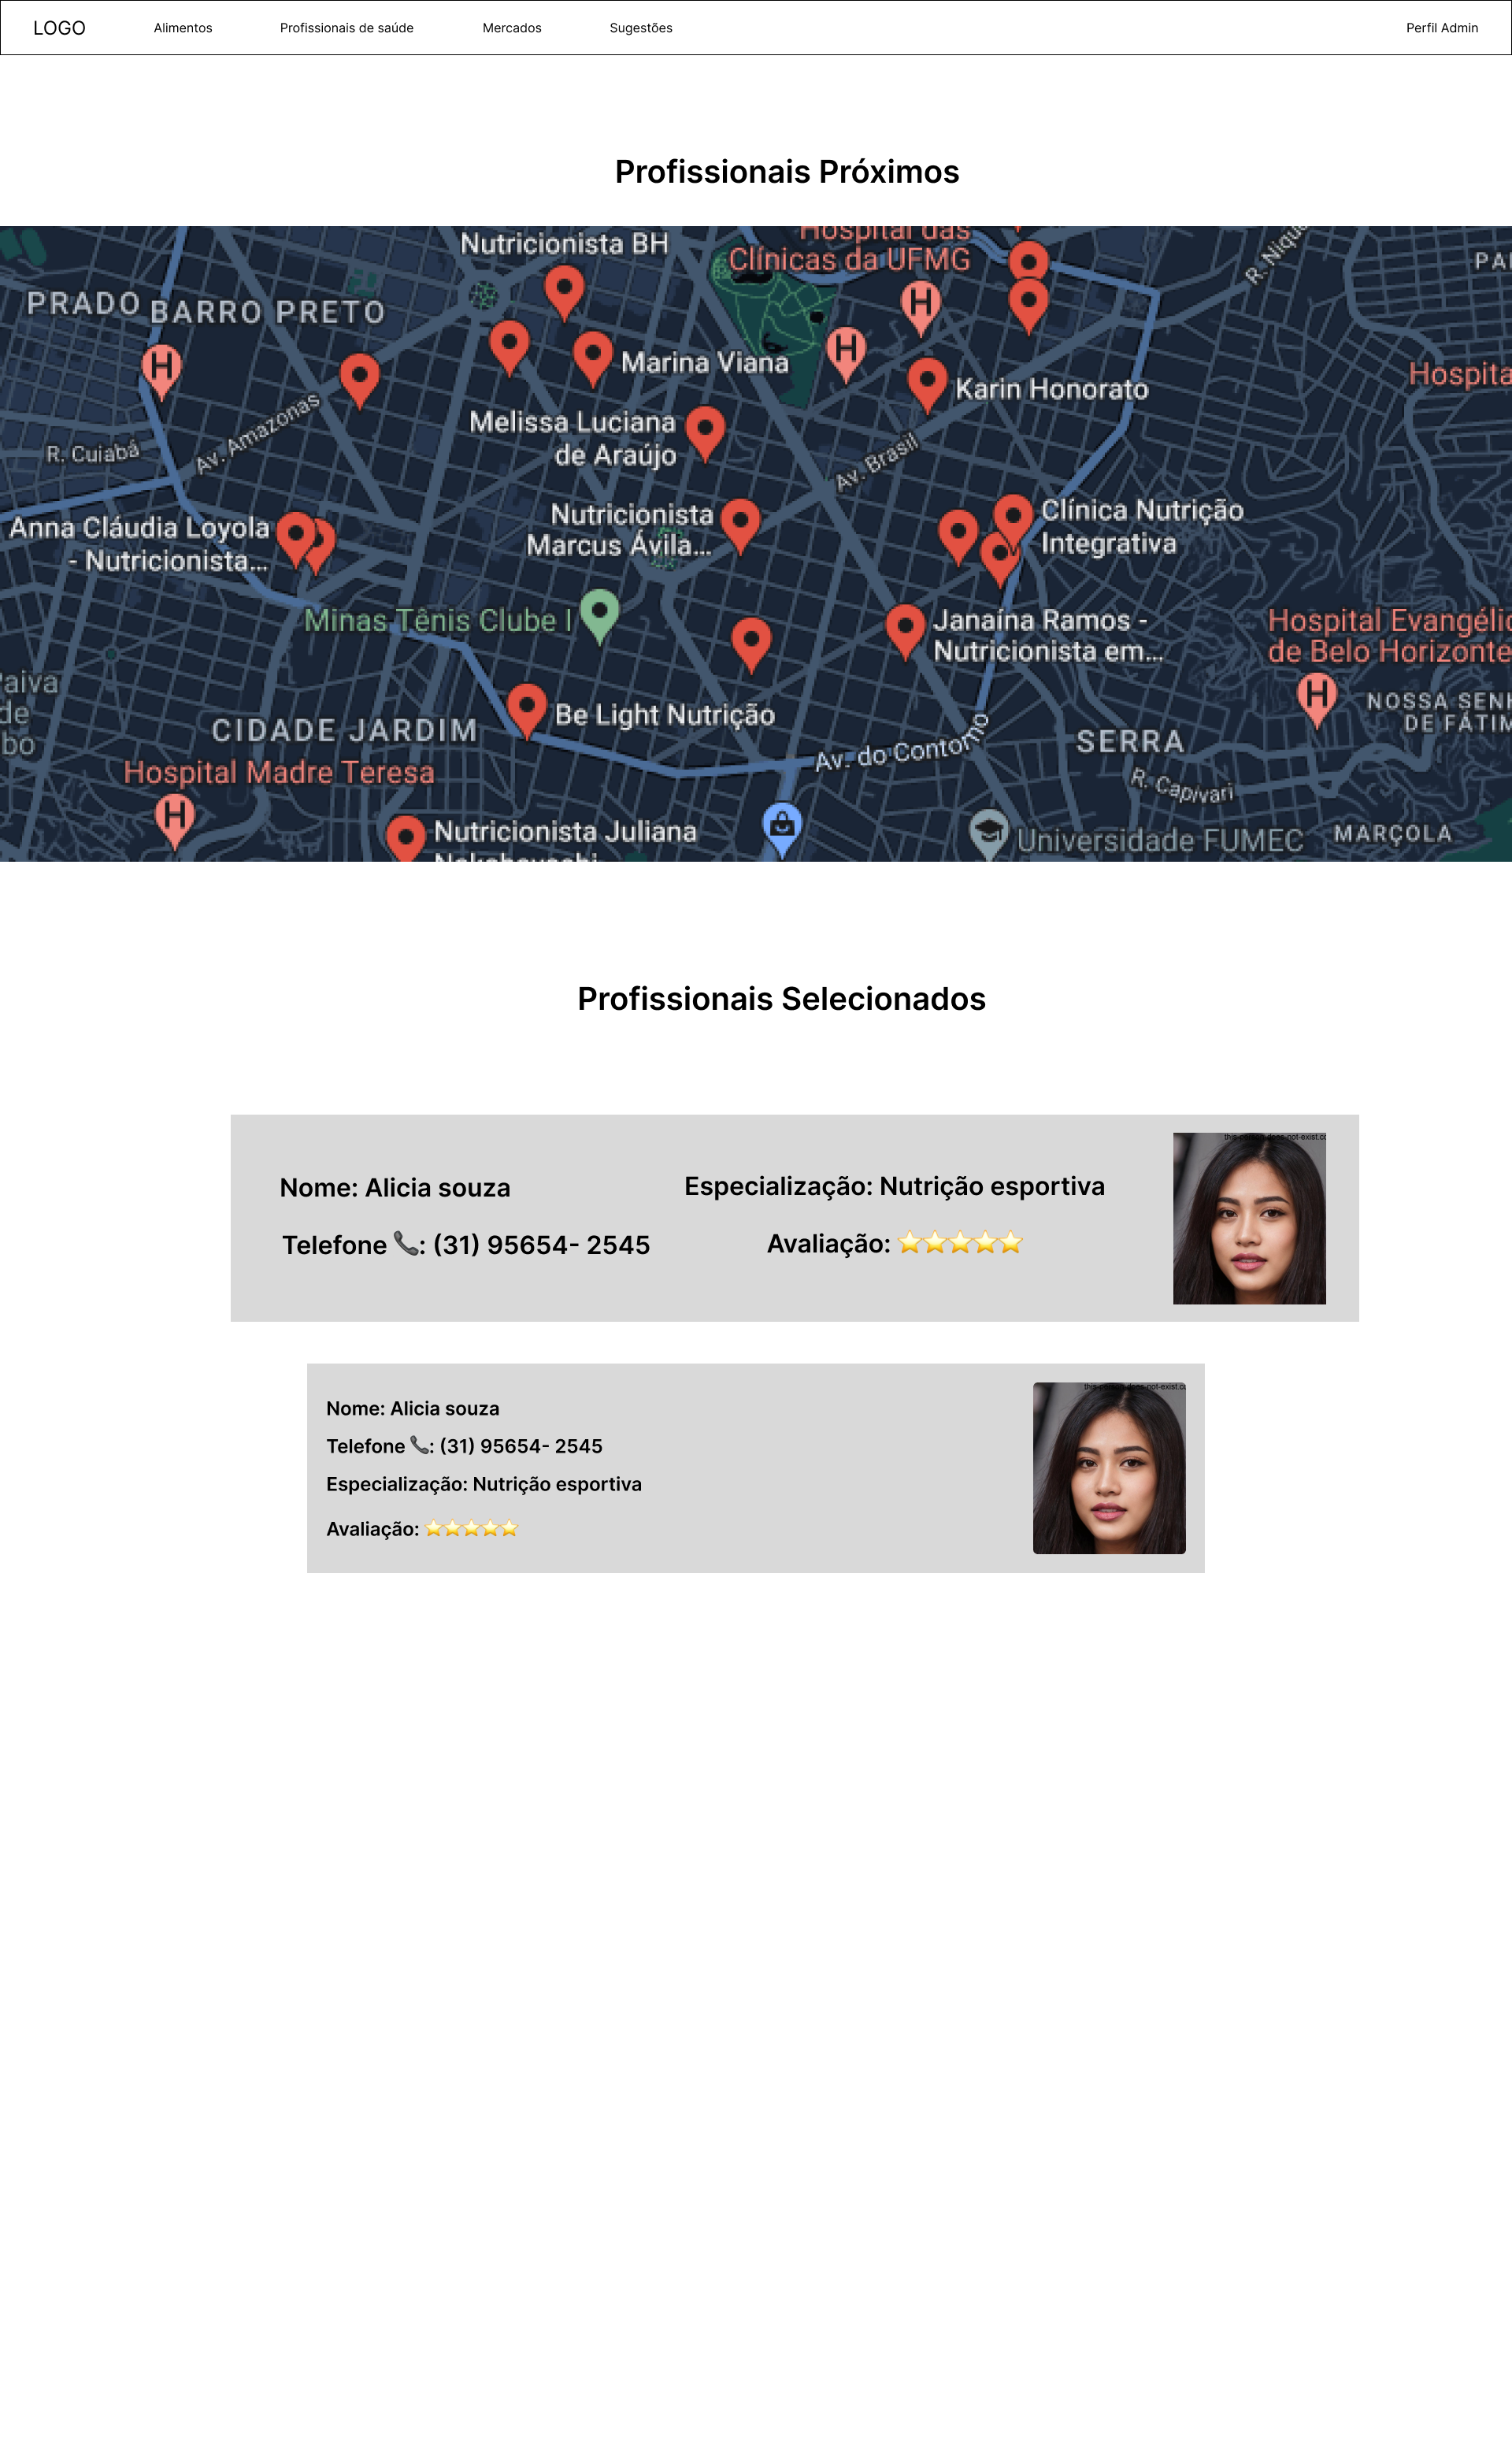 LOGO
Alimentos
Profissionais de saúde
Mercados
Sugestões
Perfil Admin
Profissionais Próximos
Nutricionista BH
Hospital das
Clínicas da UFMG
PRADO
BARRO PRETO
Marina Viana
Karin Honorato
Melissa Luciana
de Araújo
R. Cuiabá
Av. Amazonas
Av. Brasil
Anna Cláudia Loyola
- Nutricionista...
Nutricionista
Marcus Ávila...
Clínica Nutrição
Integrativa
Minas Tênis Clube I
Janaína Ramos -
Nutricionista em...
Hospital Evangélic
de Belo Horizonte
CIDADE JARDIM
Be Light Nutrição
Av. do Contorno
SERRA
NOSSA SEN
DE FÁTIM
Hospital Madre Teresa
R. Capivari
Nutricionista Juliana
Universidade FUMEC
MARÇOLA
Profissionais Selecionados
Nome: Alicia souza
Especialização: Nutrição esportiva
Telefone 📞: (31) 95654- 2545
Avaliação: ⭐⭐⭐⭐⭐
Nome: Alicia souza
Telefone 📞: (31) 95654- 2545
Especialização: Nutrição esportiva
Avaliação: ⭐⭐⭐⭐⭐